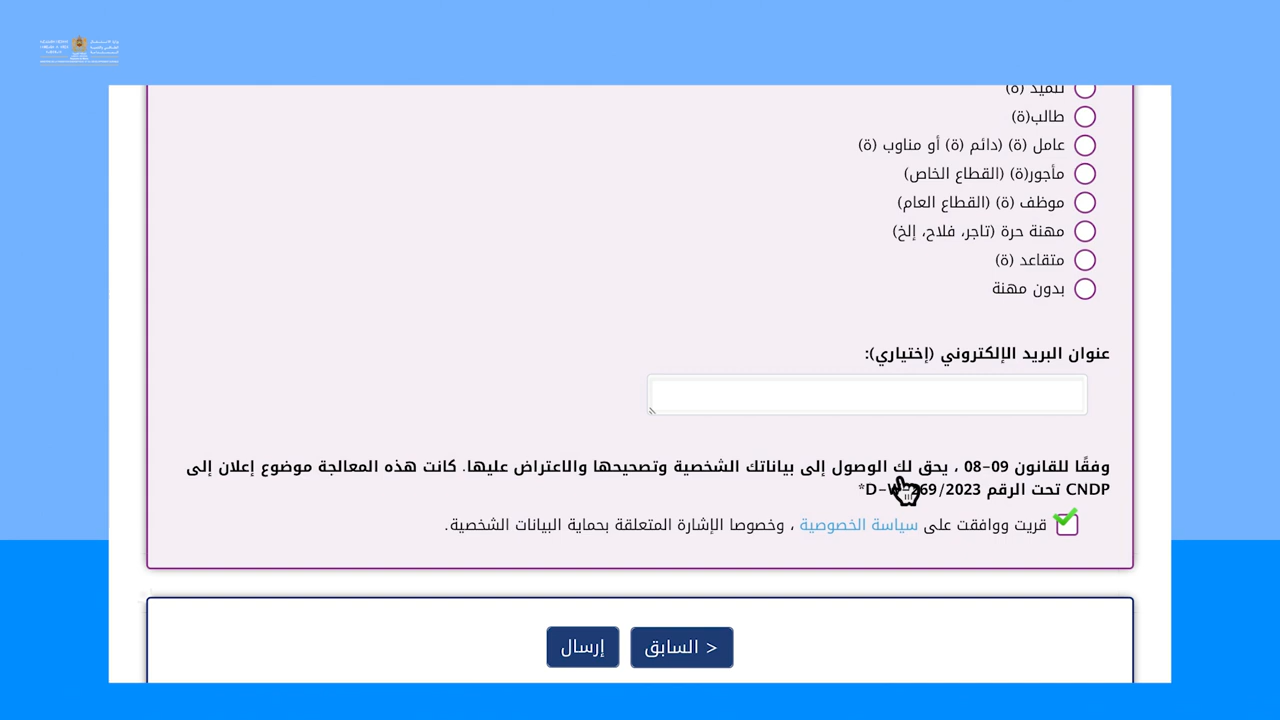 تلميذ (ة)
طالب(ة)
عامل (ة) (دائم (ة) أو مناوب (ة)
مأجور(ة) (القطاع الخاص)
موظف (ة) (القطاع العام)
مهنة حرة (تاجر، فلاح، إلخ)
متقاعد (ة)
بدون مهنة
عنوان البريد الإلكتروني (إختياري):
وفقًا للقانون 09-08 ، يحق لك الوصول إلى بياناتك الشخصية وتصحيحها والاعتراض عليها. كانت هذه المعالجة موضوع إعلان إلى
CNDP تحت الرقم D-W-269/2023*
قريت ووافقت على سياسة الخصوصية ، وخصوصا الإشارة المتعلقة بحماية البيانات الشخصية.
< السابق
إرسال